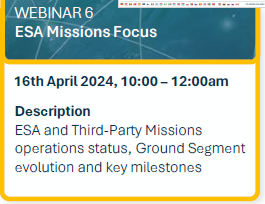 WEBINAR 6
ESA Missions Focus
16th April 2024, 10:00 – 12:00am
Description
ESA and Third-Party Missions
operations status, Ground Segment
evolution and key milestones